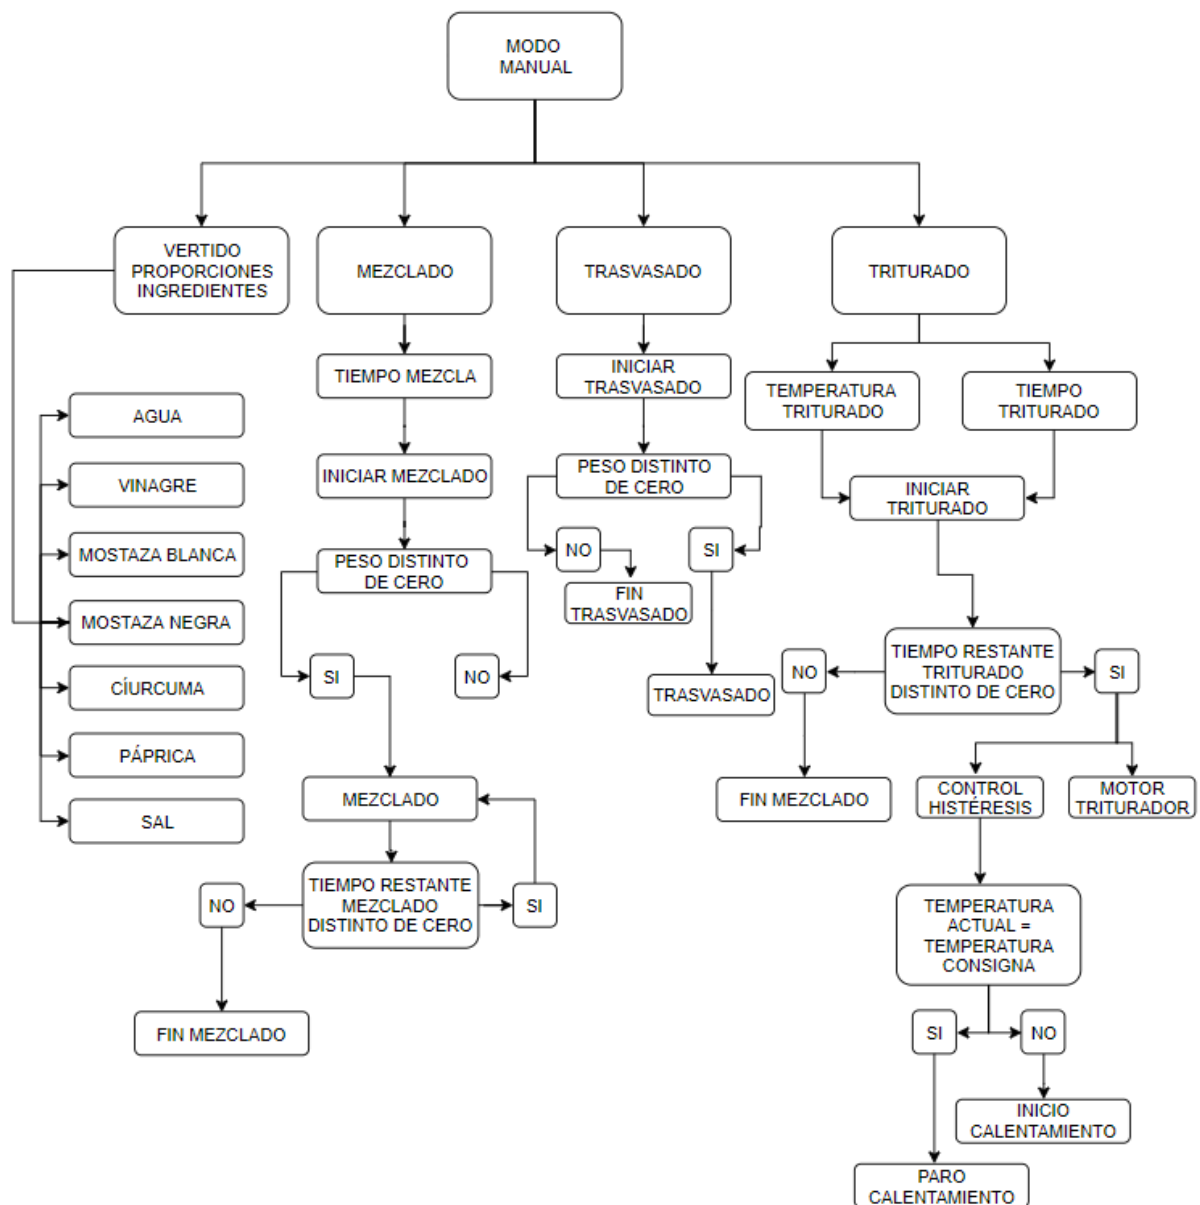 MODO
MANUAL
VERTIDO
PROPORCIONES
INGREDIENTES
MEZCLADO
TRASVASADO
TRITURADO
TIEMPO MEZCLA
INICIAR
TRASVASADO
TEMPERATURA
TRITURADO
TIEMPO
TRITURADO
AGUA
VINAGRE
MOSTAZA BLANCA
MOSTAZA NEGRA
CÍURCUMA
PÁPRICA
SAL
INICIAR MEZCLADO
PESO DISTINTO
DE CERO
INICIAR
TRITURADO
PESO DISTINTO
DE CERO
NO
SI
FIN
TRASVASADO
SI
NO
TRASVASADO
TIEMPO RESTANTE
TRITURADO
DISTINTO DE CERO
NO
SI
MEZCLADO
FIN MEZCLADO
CONTROL
HISTÉRESIS
MOTOR
TRITURADOR
TIEMPO RESTANTE
MEZCLADO
DISTINTO DE CERO
NO
SI
TEMPERATURA
ACTUAL =
TEMPERATURA
CONSIGNA
FIN MEZCLADO
SI
NO
INICIO
CALENTAMIENTO
PARO
CALENTAMIENTO